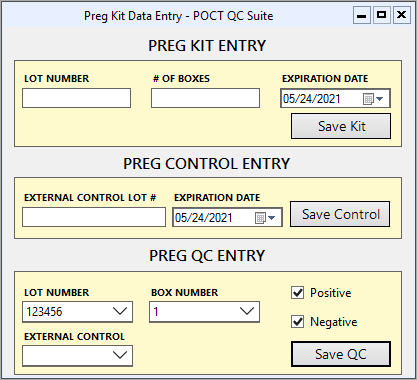 Preg Kit Data Entry - POCT QC Suite
PREG KIT ENTRY
LOT NUMBER # OF BOXES EXPIRATION DATE
05/24/2021
Save Kit
PREG CONTROL ENTRY
EXTERNAL CONTROL LOT # EXPIRATION DATE
05/24/2021
Save Control
PREG QC ENTRY
LOT NUMBER BOX NUMBER
Positive
123456 1
Negative
EXTERNAL CONTROL
Save QC